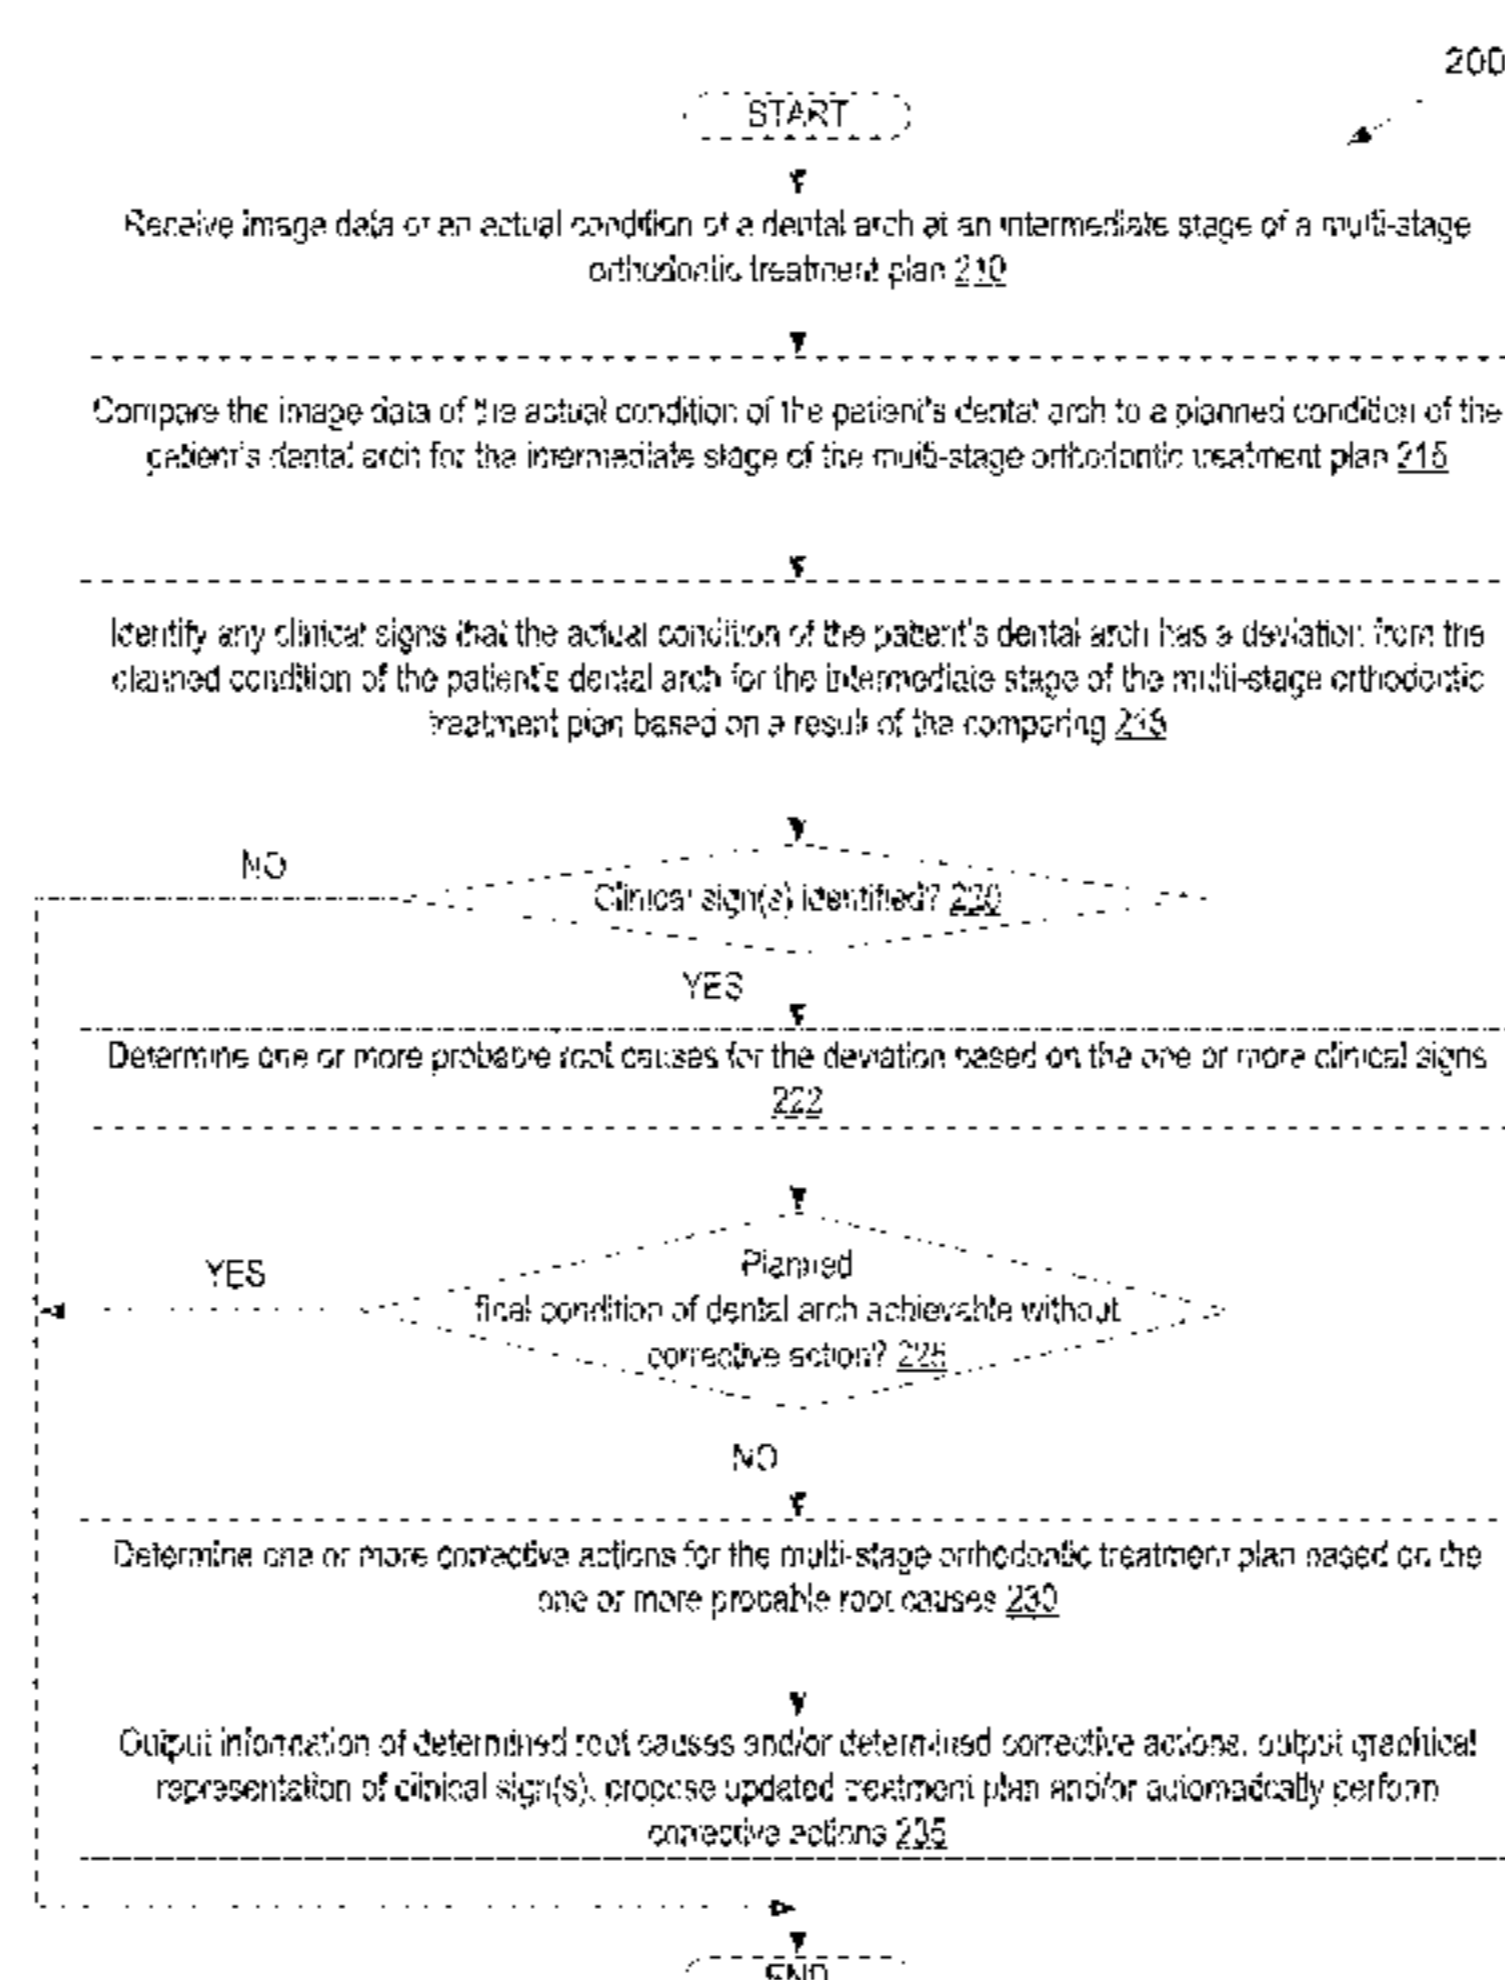 200
START
Receive image data of an actual condition of a dental arch at an intermediate stage of a multi-stage
orthodontic treatment plan 210
Compare the image data of the actual condition of the patient's dental arch to a planned condition of the
patient's dental arch for the intermediate stage of the multi-stage orthodontic treatment plan 215
Identify any clinical signs that the actual condition of the patient's dental arch has a deviation from the
planned condition of the patient's dental arch for the intermediate stage of the multi-stage orthodontic
treatment plan based on a result of the comparing
NO
Clinical sign(s) identified?
YES
Determine one or more probable root causes for the deviation based on the one or more clinical signs
222
Planned
YES
final condition of dental arch achievable without
corrective action? 225
NO
Determine one or more corrective actions for the multi-stage orthodontic treatment plan based on the
one or more probable root causes 230
Output information of determined root causes and/or determined corrective actions, output graphical
representation of clinical sign(s), propose updated treatment plan and/or automatically perform
corrective actions 235
END